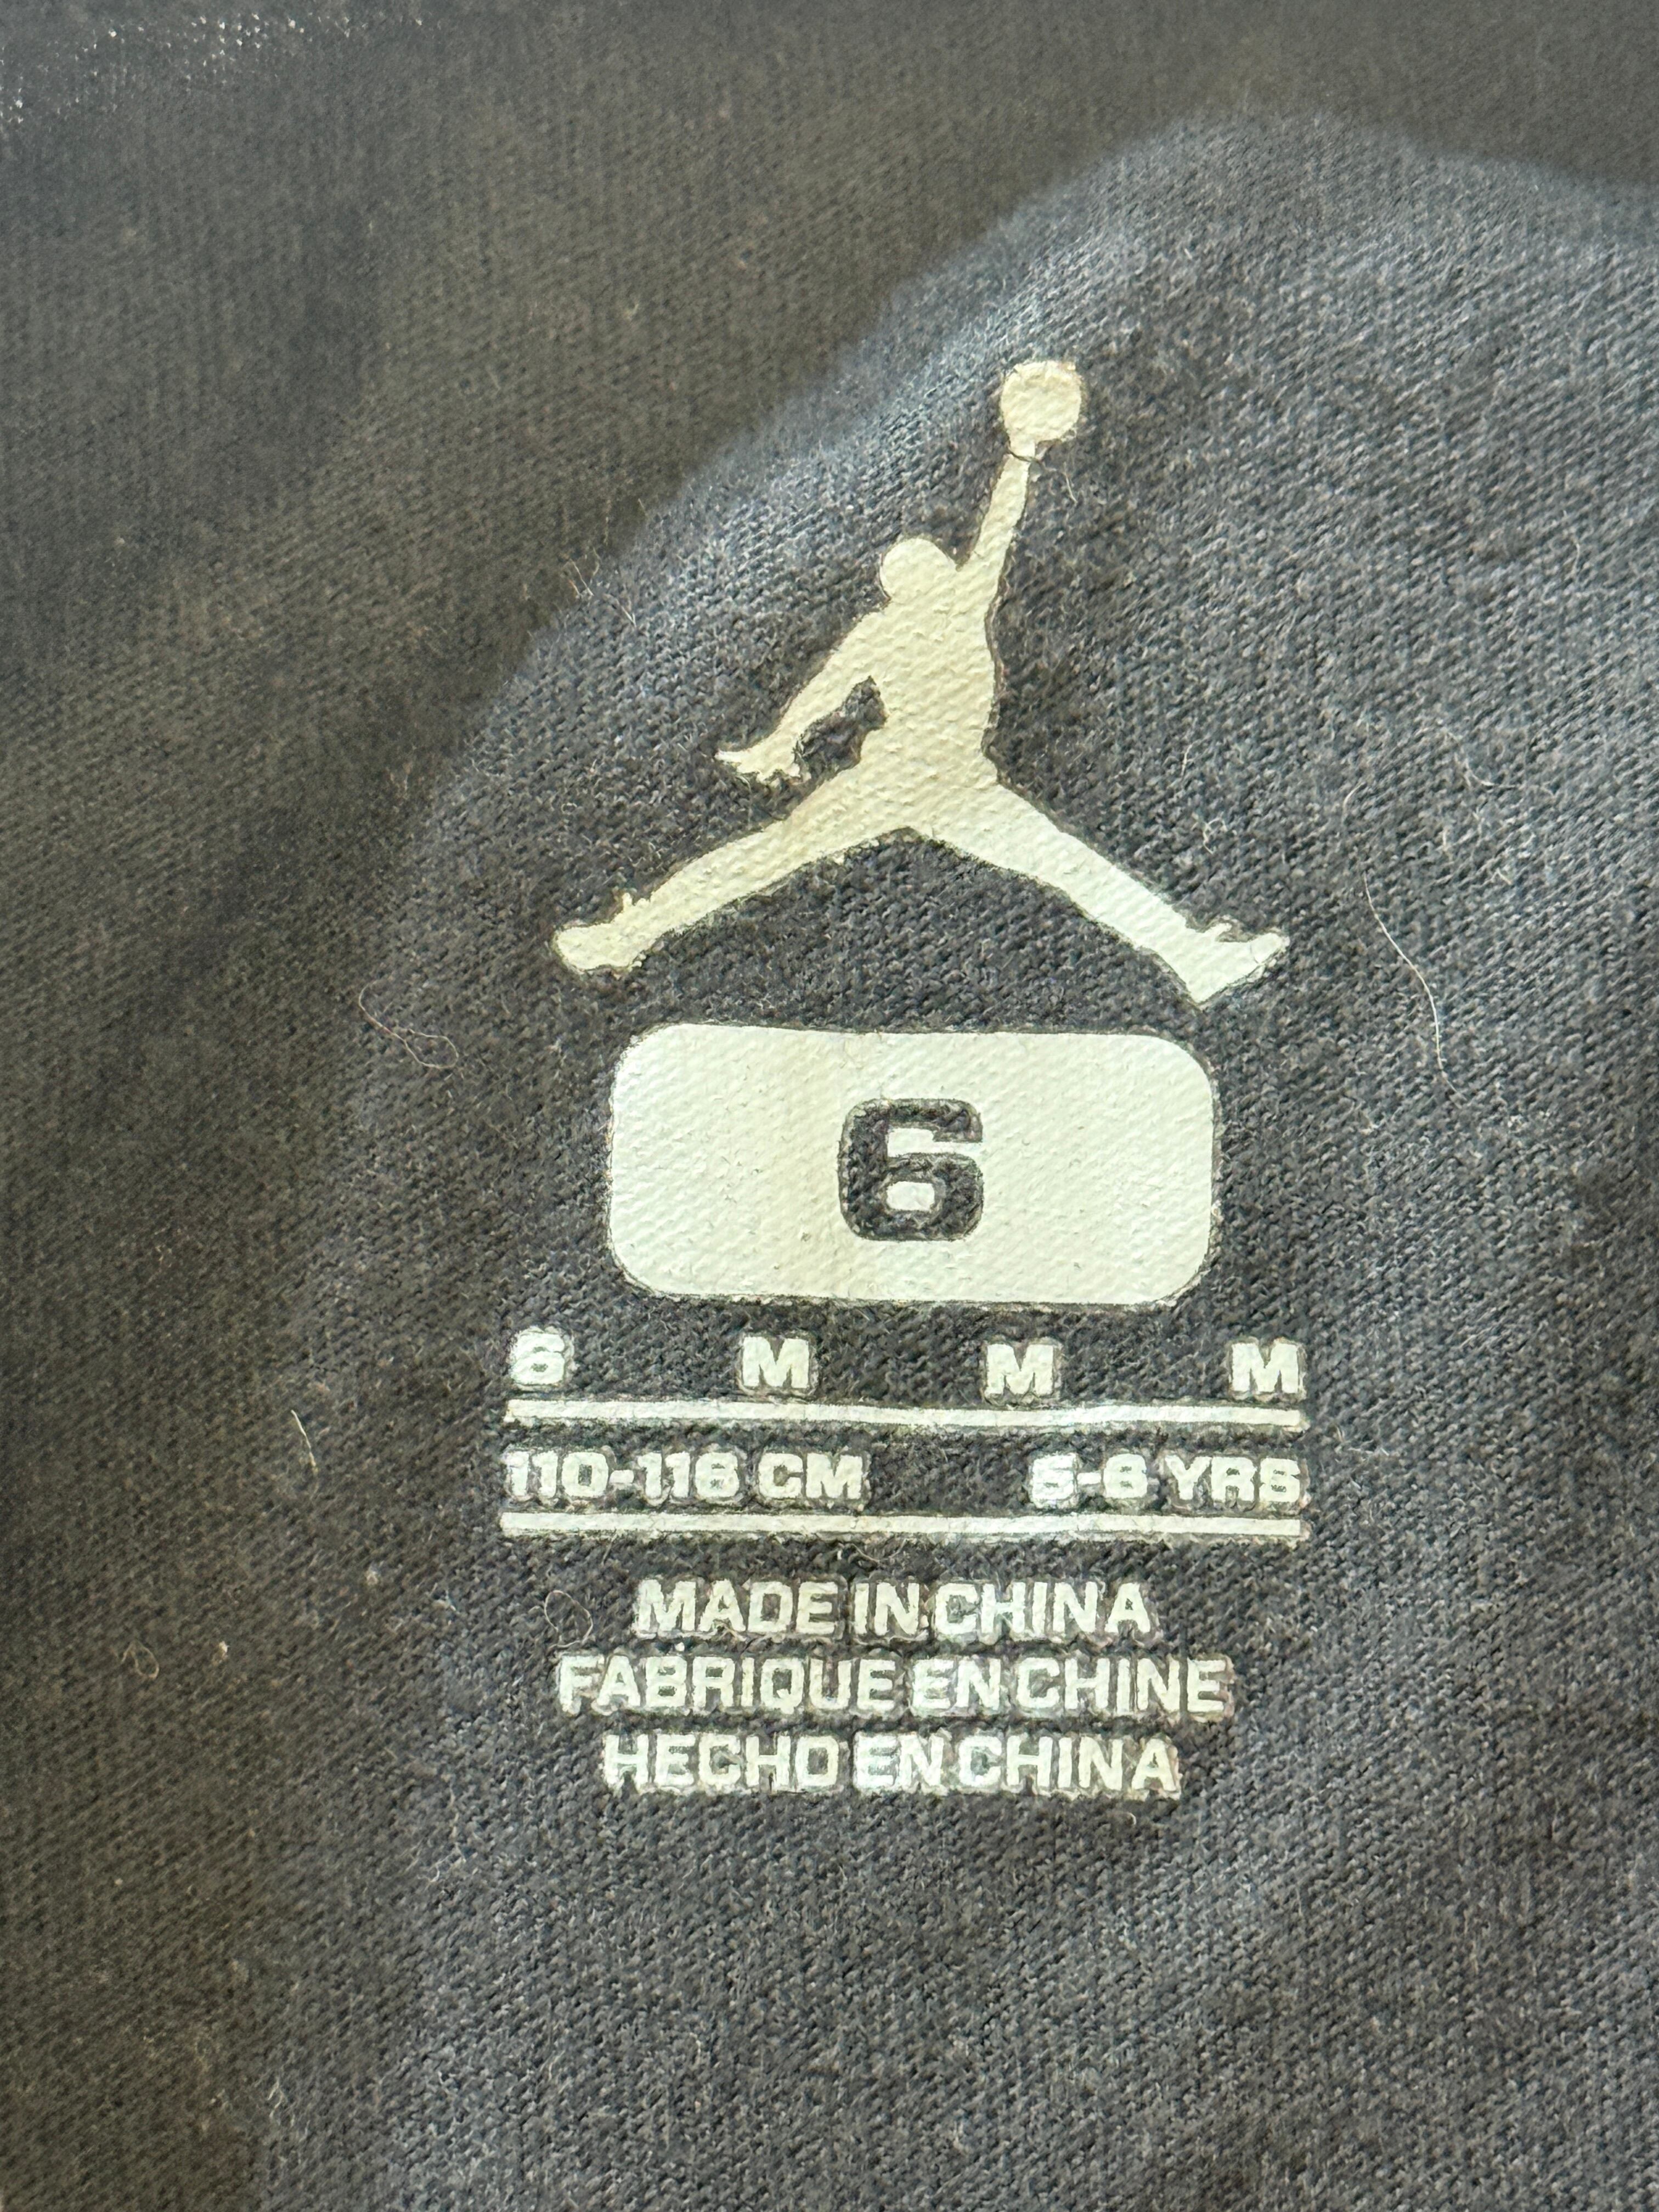 6
6 M M M
110-116 CM 5-6 YRS
MADE IN CHINA
FABRIQUE EN CHINE
HECHO EN CHINA